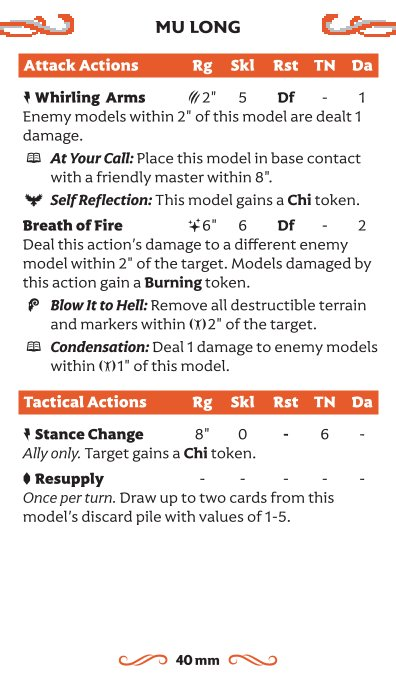 MU LONG
Attack Actions Rg Skl Rst TN Da
Whirling Arms 2" 5 Df - 1
Enemy models within 2" of this model are dealt 1
damage.
At Your Call: Place this model in base contact
with a friendly master within 8".
Self Reflection: This model gains a Chi token.
Breath of Fire 6" 6 Df - 2
Deal this action's damage to a different enemy
model within 2" of the target. Models damaged by
this action gain a Burning token.
Blow It to Hell: Remove all destructible terrain
and markers within 2" of the target.
Condensation: Deal 1 damage to enemy models
within 1" of this model.
Tactical Actions Rg Skl Rst TN Da
Stance Change 8" 0 - 6 -
Ally only. Target gains a Chi token.
Resupply - - - - -
Once per turn. Draw up to two cards from this
model's discard pile with values of 1-5.
40 mm